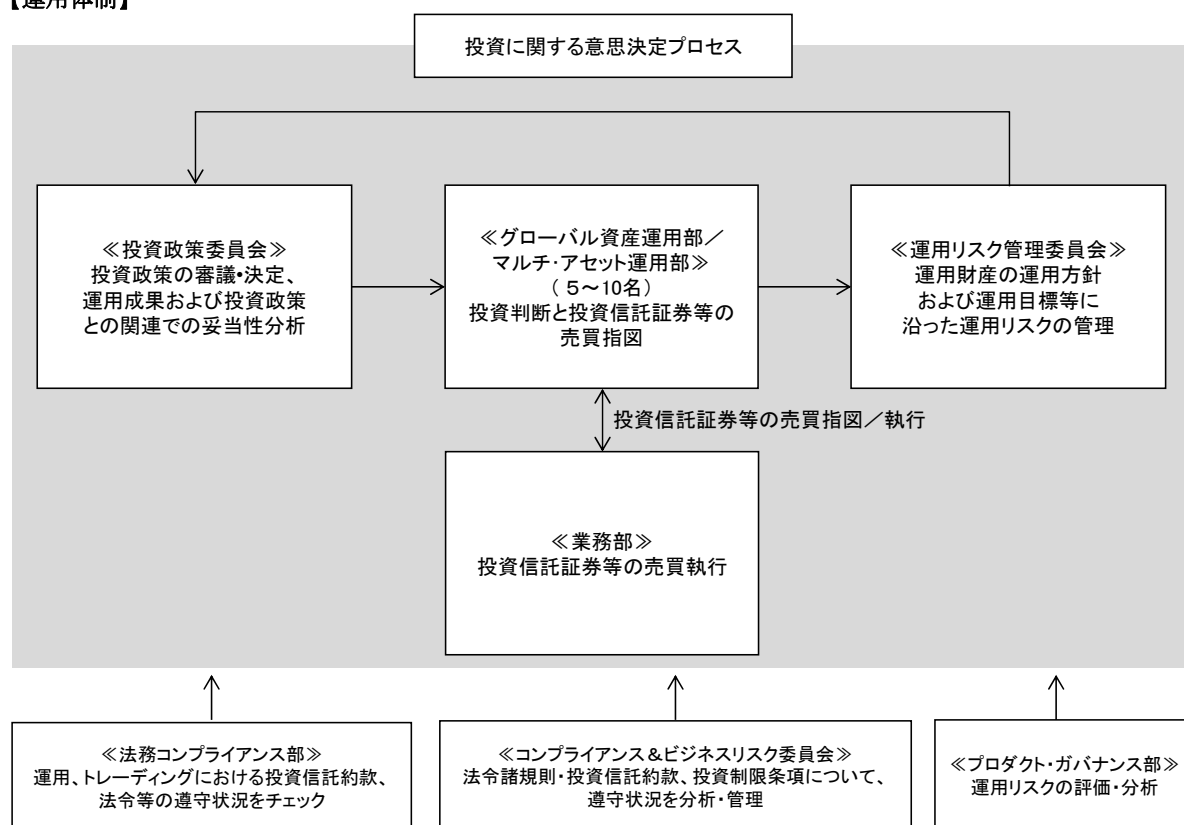 【運用体制】
投資に関する意思決定プロセス
≪投資政策委員会≫
投資政策の審議・決定、
運用成果および投資政策
との関連での妥当性分析
≪グローバル資産運用部／
マルチ・アセット運用部≫
（５～10名）
投資判断と投資信託証券等の
売買指図
≪運用リスク管理委員会≫
運用財産の運用方針
および運用目標等に
沿った運用リスクの管理
投資信託証券等の売買指図／執行
≪業務部≫
投資信託証券等の売買執行
≪法務コンプライアンス部≫
運用、トレーディングにおける投資信託約款、
法令等の遵守状況をチェック
≪コンプライアンス＆ビジネスリスク委員会≫
法令諸規則・投資信託約款、投資制限条項について、
遵守状況を分析・管理
≪プロダクト・ガバナンス部≫
運用リスクの評価・分析